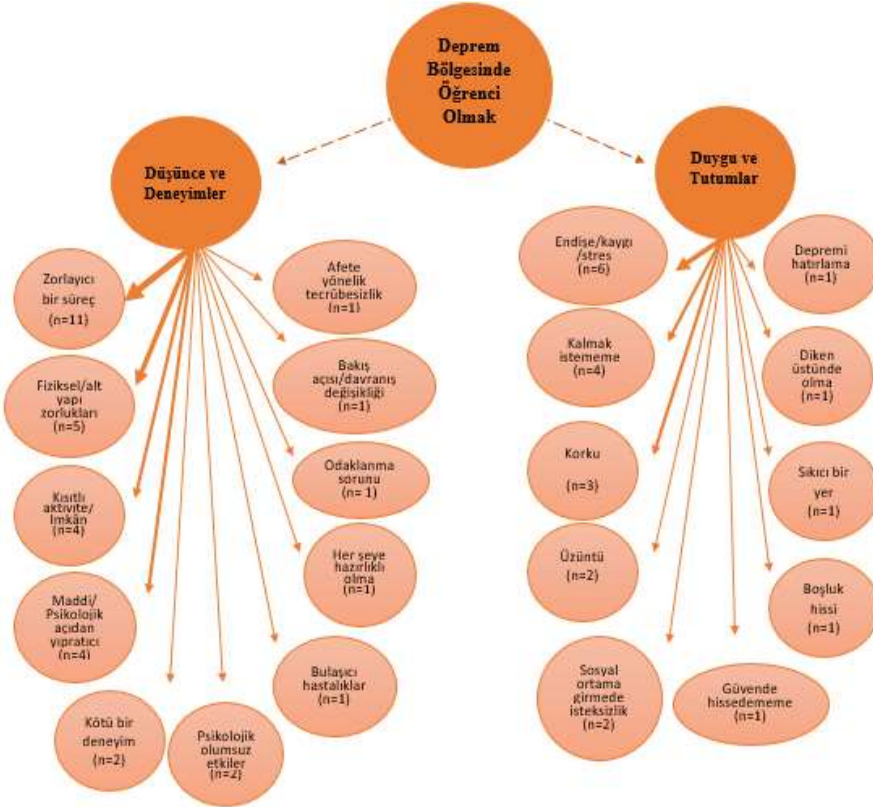 Deprem
Bölgesinde
Öğrenci
Olmak
Düşünce ve
Deneyimler
Zorlayıcı
bir süreç
(n=11)
Fiziksel/alt
yapı
zorlukları
(n=5)
Kısıtlı
aktivite/
İmkân
(n=4)
Maddi/
Psikolojik
açıdan
yıpratıcı
(n=4)
Kötü bir
deneyim
(n=2)
Psikolojik
olumsuz
etkiler
(n=2)
Bulaşıcı
hastalıklar
(n=1)
Her şeye
hazırlıklı
olma
(n=1)
Odaklanma
sorunu
(n= 1)
Bakış
açısı/davranış
değişikliği
(n=1)
Afete
yönelik
tecrübesizlik
(n=1)
Duygu ve
Tutumlar
Endişe/kaygı
/stres
(n=6)
Kalmak
istememe
(n=4)
Korku
(n=3)
Üzüntü
(n=2)
Sosyal
ortama
girmede
isteksizlik
(n=2)
Güvende
hissedememe
(n=1)
Boşluk
hissi
(n=1)
Sıkıcı bir
yer
(n=1)
Diken
üstünde
olma
(n=1)
Depremi
hatırlama
(n=1)